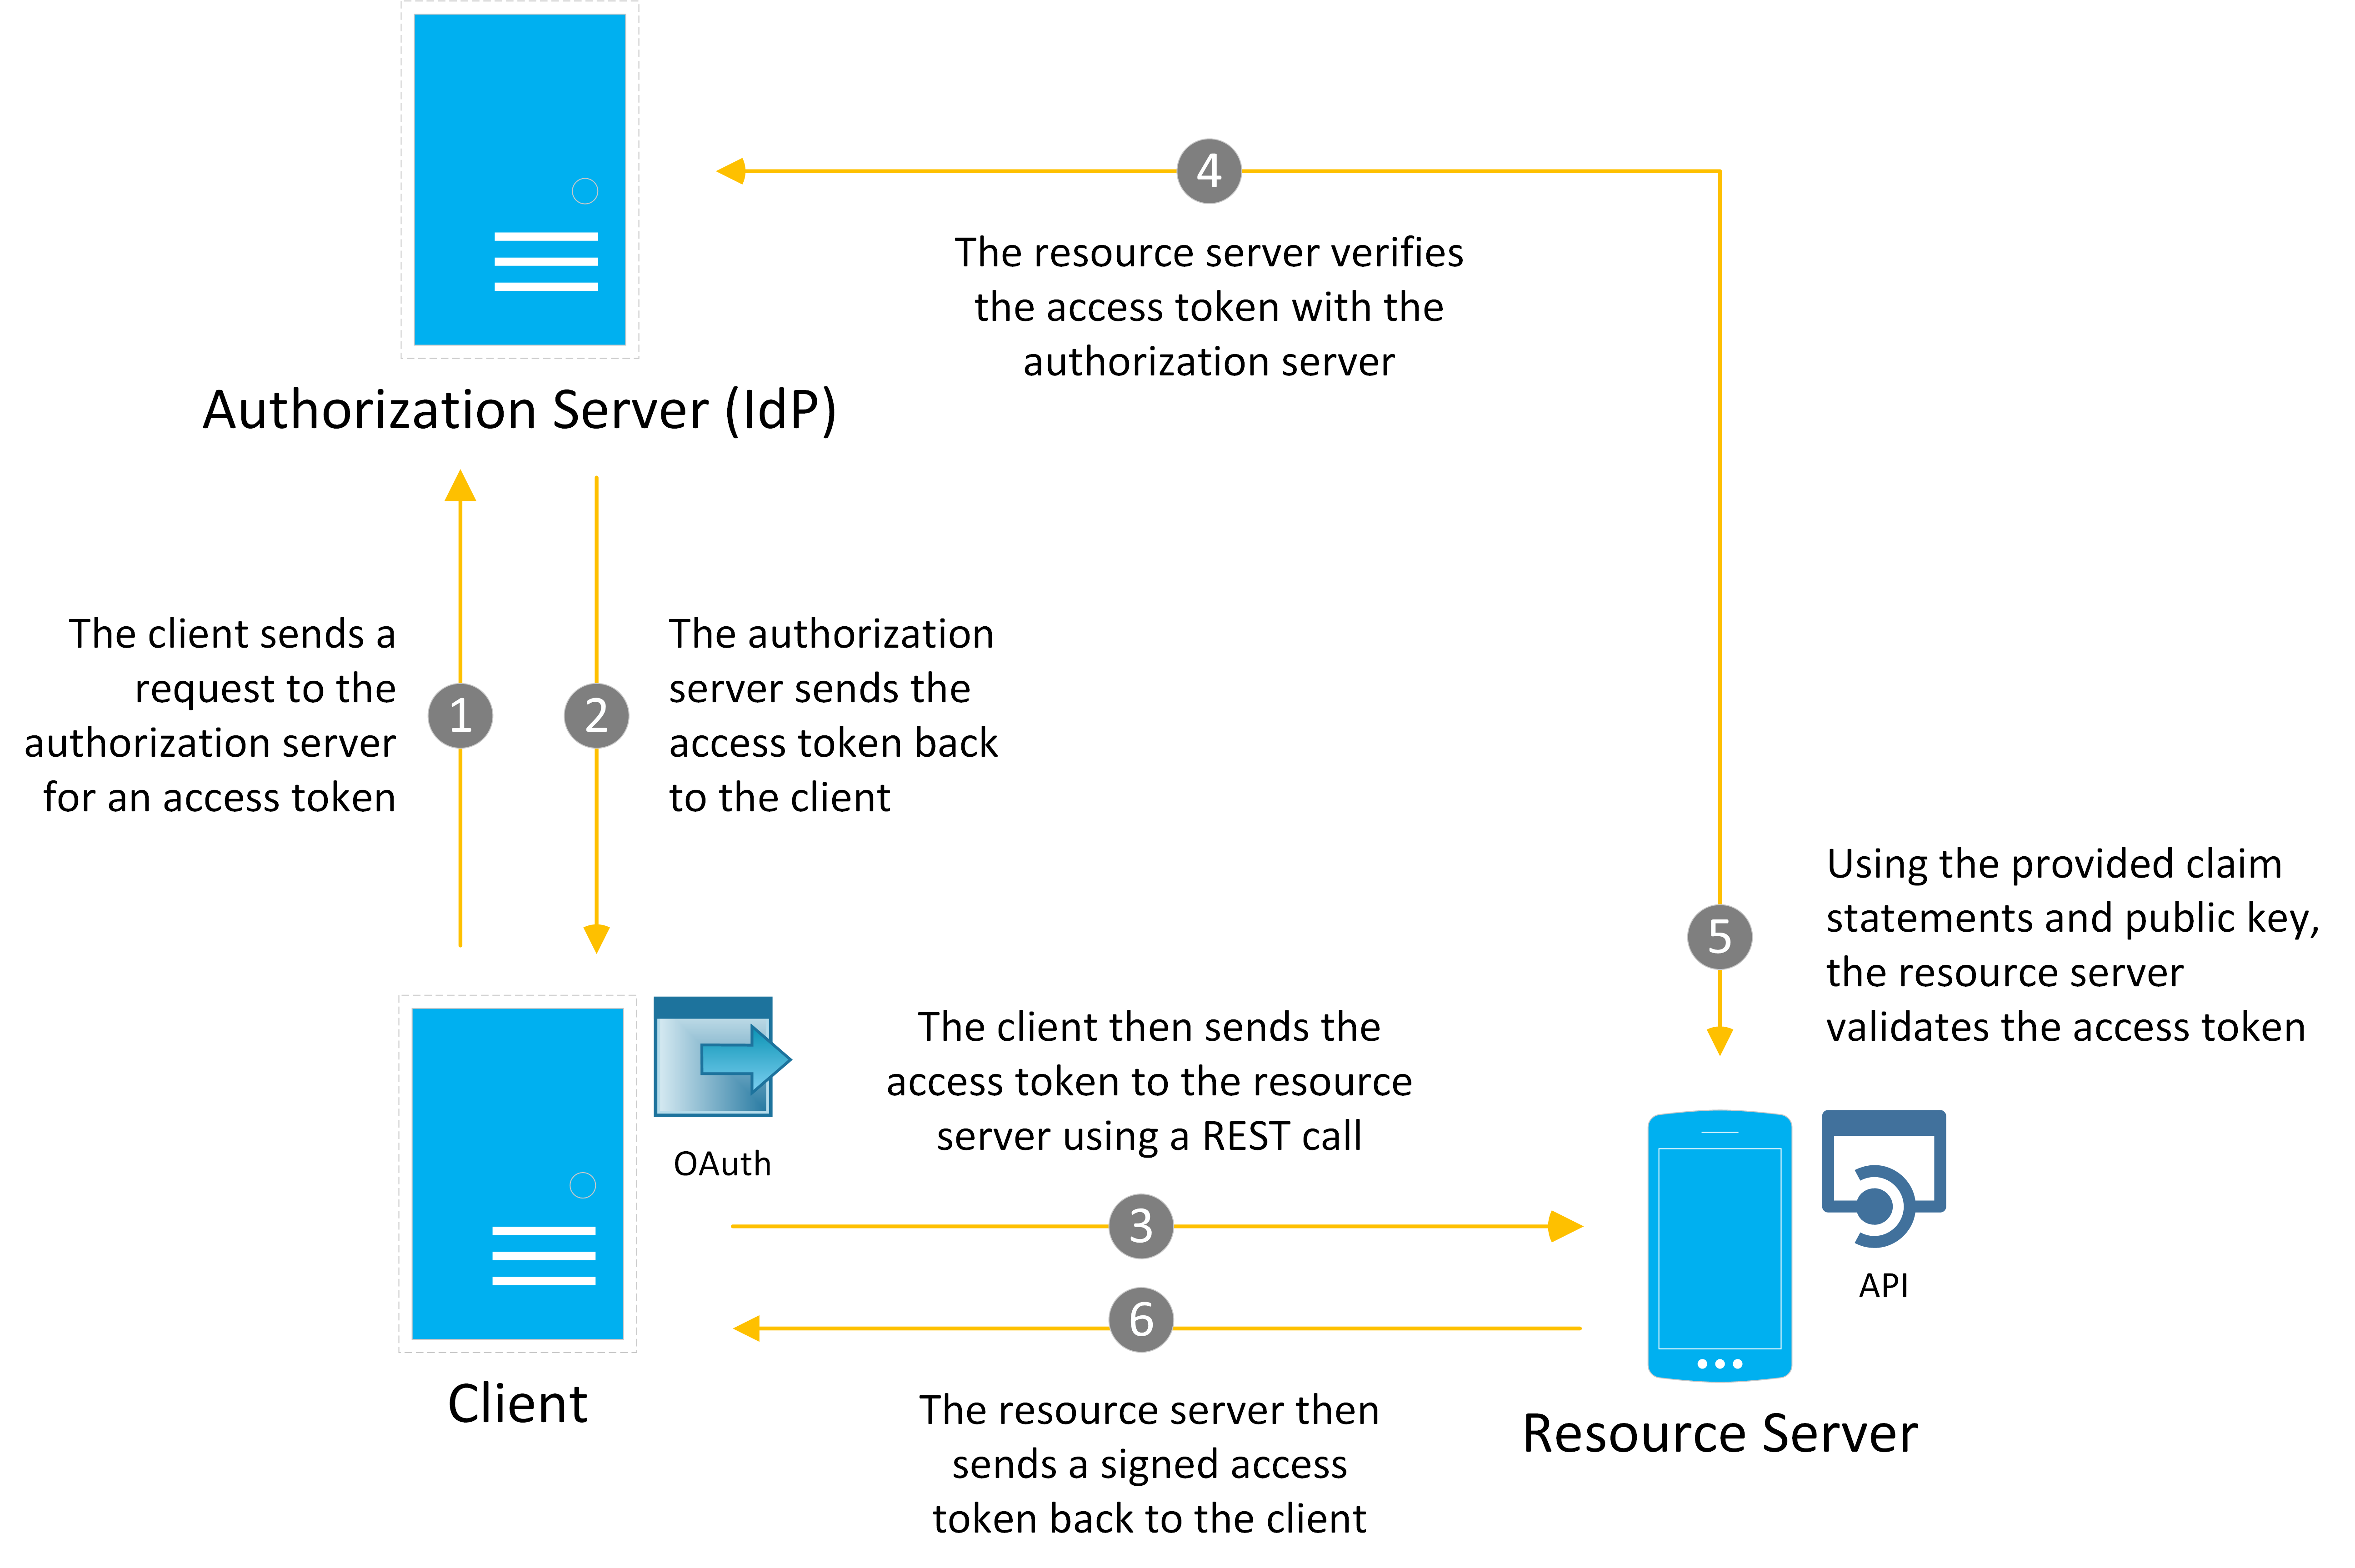 4
The resource server verifies
the access token with the
authorization server
Authorization Server (IdP)
The client sends a
request to the
authorization server
for an access token
1
2
The authorization
server sends the
access token back
to the client
Using the provided claim
statements and public key,
the resource server
validates the access token
5
The client then sends the
access token to the resource
server using a REST call
OAuth
3
API
6
Client
The resource server then
sends a signed access
token back to the client
Resource Server